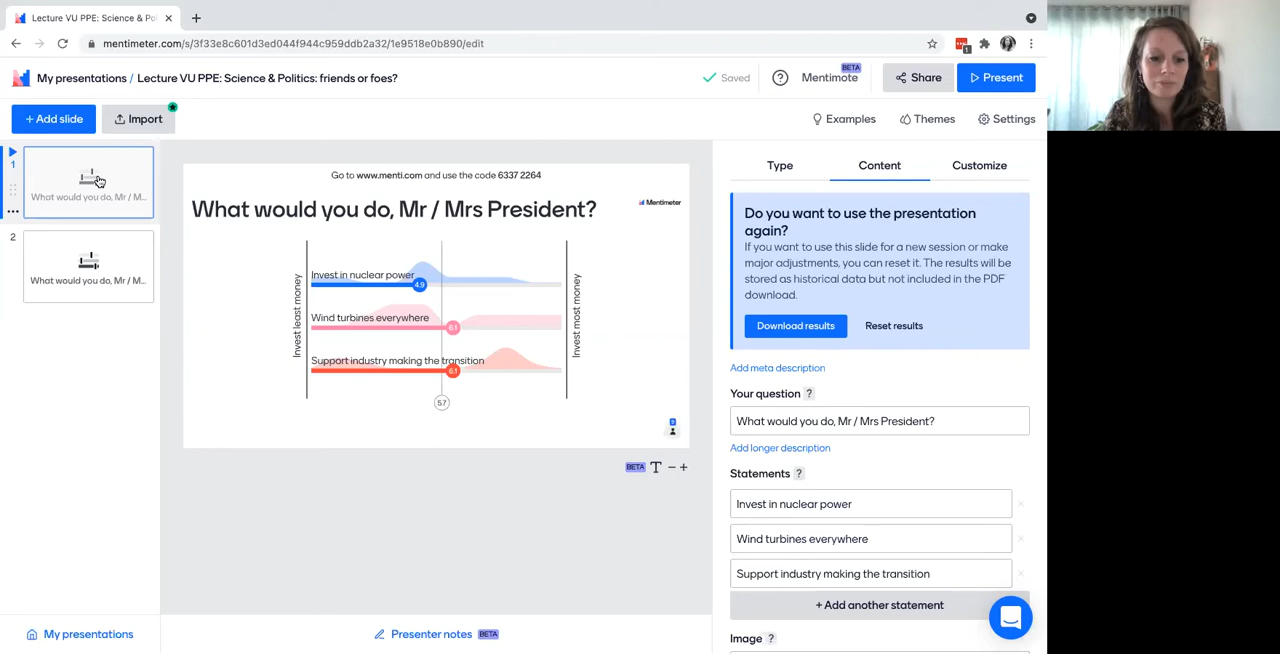 Lecture VU PPE: Science & Pol
mentimeter.com/s/3f33e8c601d3ed044f944c959ddb2a32/1e9518e0b890/edit
1
My presentations / Lecture VU PPE: Science & Politics: friends or foes?
Saved
?
Mentimote
BETA
Share
Present
+ Add slide
Import
Examples
Themes
Settings
1
What would you do, Mr / M...
2
What would you do, Mr / M...
Go to www.menti.com and use the code 6337 2264
What would you do, Mr / Mrs President?
Mentimeter
Invest least money
Invest in nuclear power
4.9
Wind turbines everywhere
6.1
Support industry making the transition
6.1
5.7
Invest most money
BETA T − +
Type
Content
Customize
Do you want to use the presentation
again?
If you want to use this slide for a new session or make
major adjustments, you can reset it. The results will be
stored as historical data but not included in the PDF
download.
Download results
Reset results
Add meta description
Your question ?
What would you do, Mr / Mrs President?
Add longer description
Statements ?
Invest in nuclear power
Wind turbines everywhere
Support industry making the transition
+ Add another statement
Image ?
My presentations
Presenter notes BETA